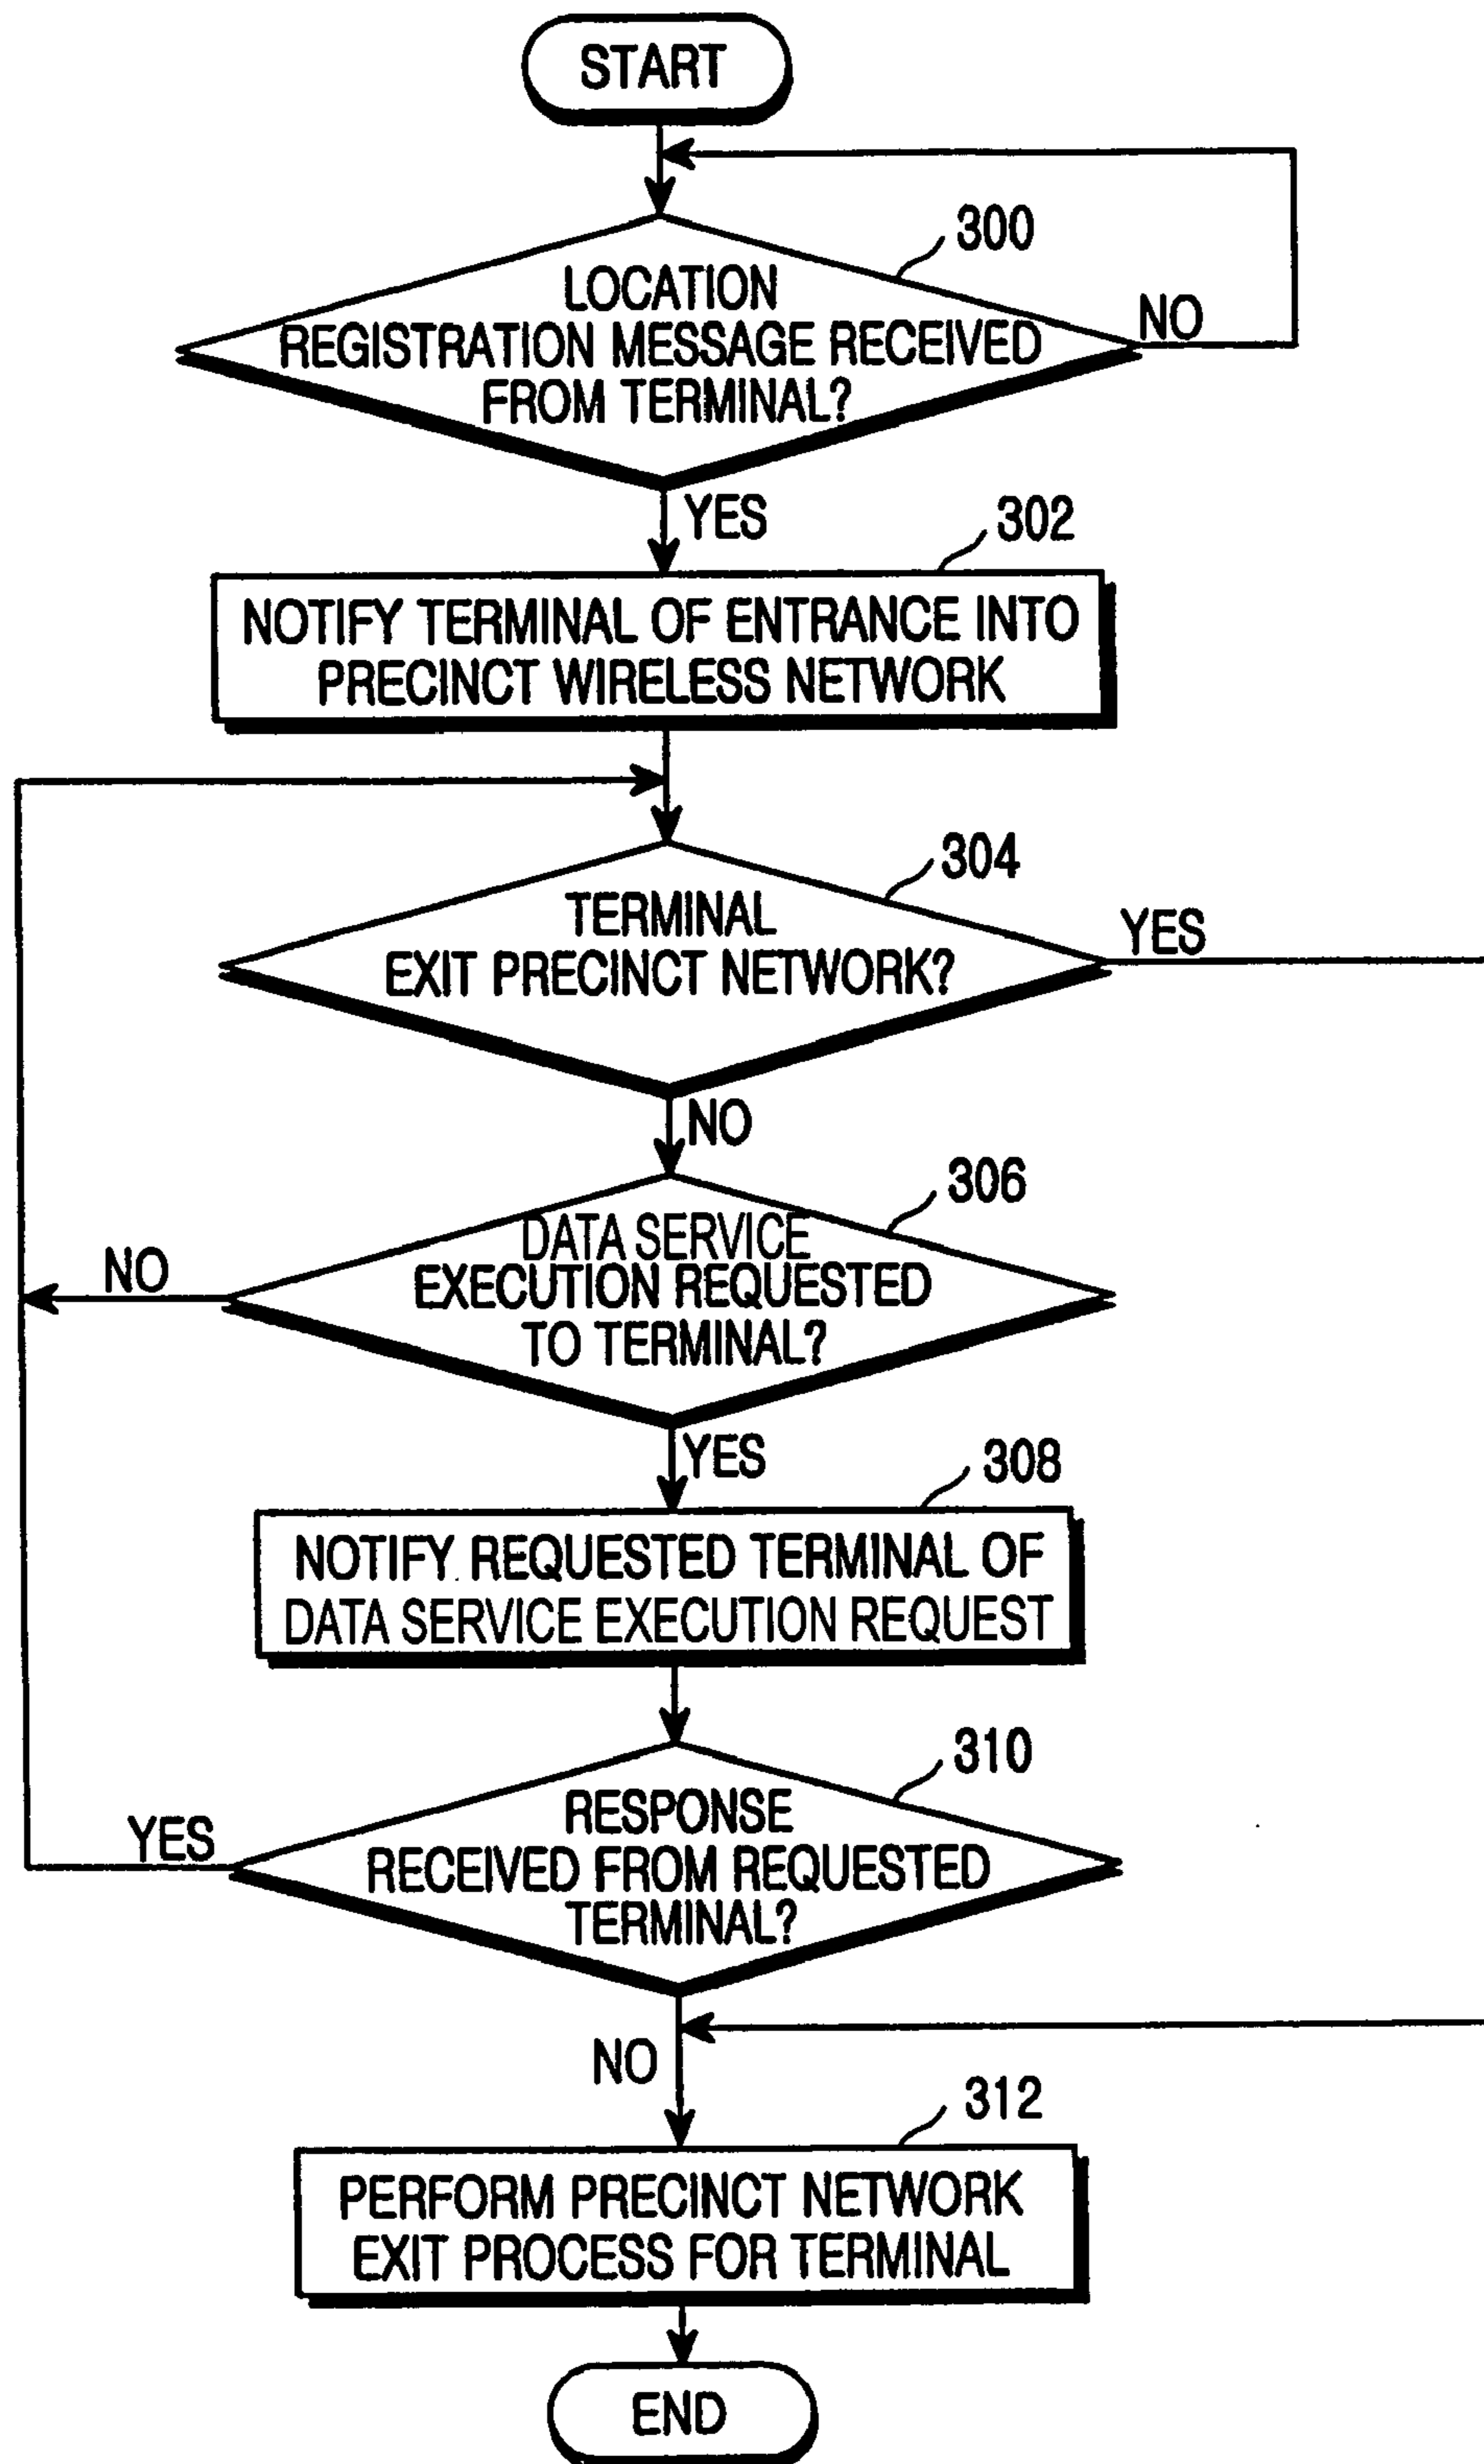 START
300
LOCATION
REGISTRATION MESSAGE RECEIVED
FROM TERMINAL?
NO
YES
302
NOTIFY TERMINAL OF ENTRANCE INTO
PRECINCT WIRELESS NETWORK
304
TERMINAL
EXIT PRECINCT NETWORK?
YES
NO
306
DATA SERVICE
EXECUTION REQUESTED
TO TERMINAL?
NO
YES
308
NOTIFY REQUESTED TERMINAL OF
DATA SERVICE EXECUTION REQUEST
310
RESPONSE
RECEIVED FROM REQUESTED
TERMINAL?
YES
NO
312
PERFORM PRECINCT NETWORK
EXIT PROCESS FOR TERMINAL
END